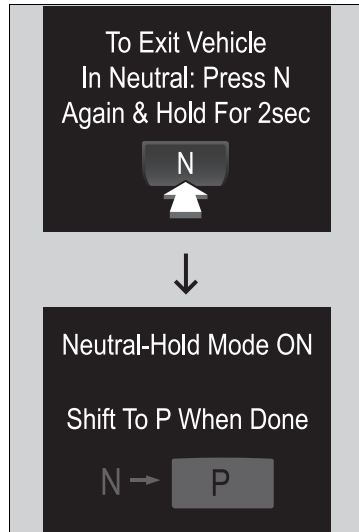 To Exit Vehicle
In Neutral: Press N
Again & Hold For 2sec
N
Neutral-Hold Mode ON
Shift To P When Done
N → P